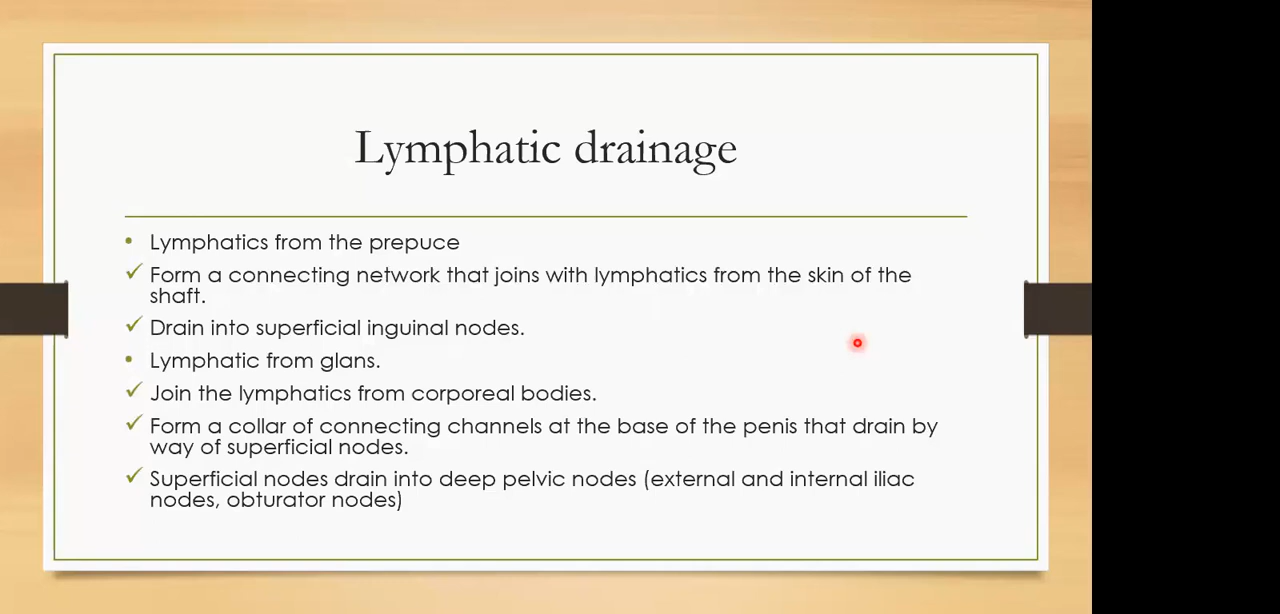 Lymphatic drainage
• Lymphatics from the prepuce
✓ Form a connecting network that joins with lymphatics from the skin of the
shaft.
✓ Drain into superficial inguinal nodes.
• Lymphatic from glans.
✓ Join the lymphatics from corporeal bodies.
✓ Form a collar of connecting channels at the base of the penis that drain by
way of superficial nodes.
✓ Superficial nodes drain into deep pelvic nodes (external and internal iliac
nodes, obturator nodes)